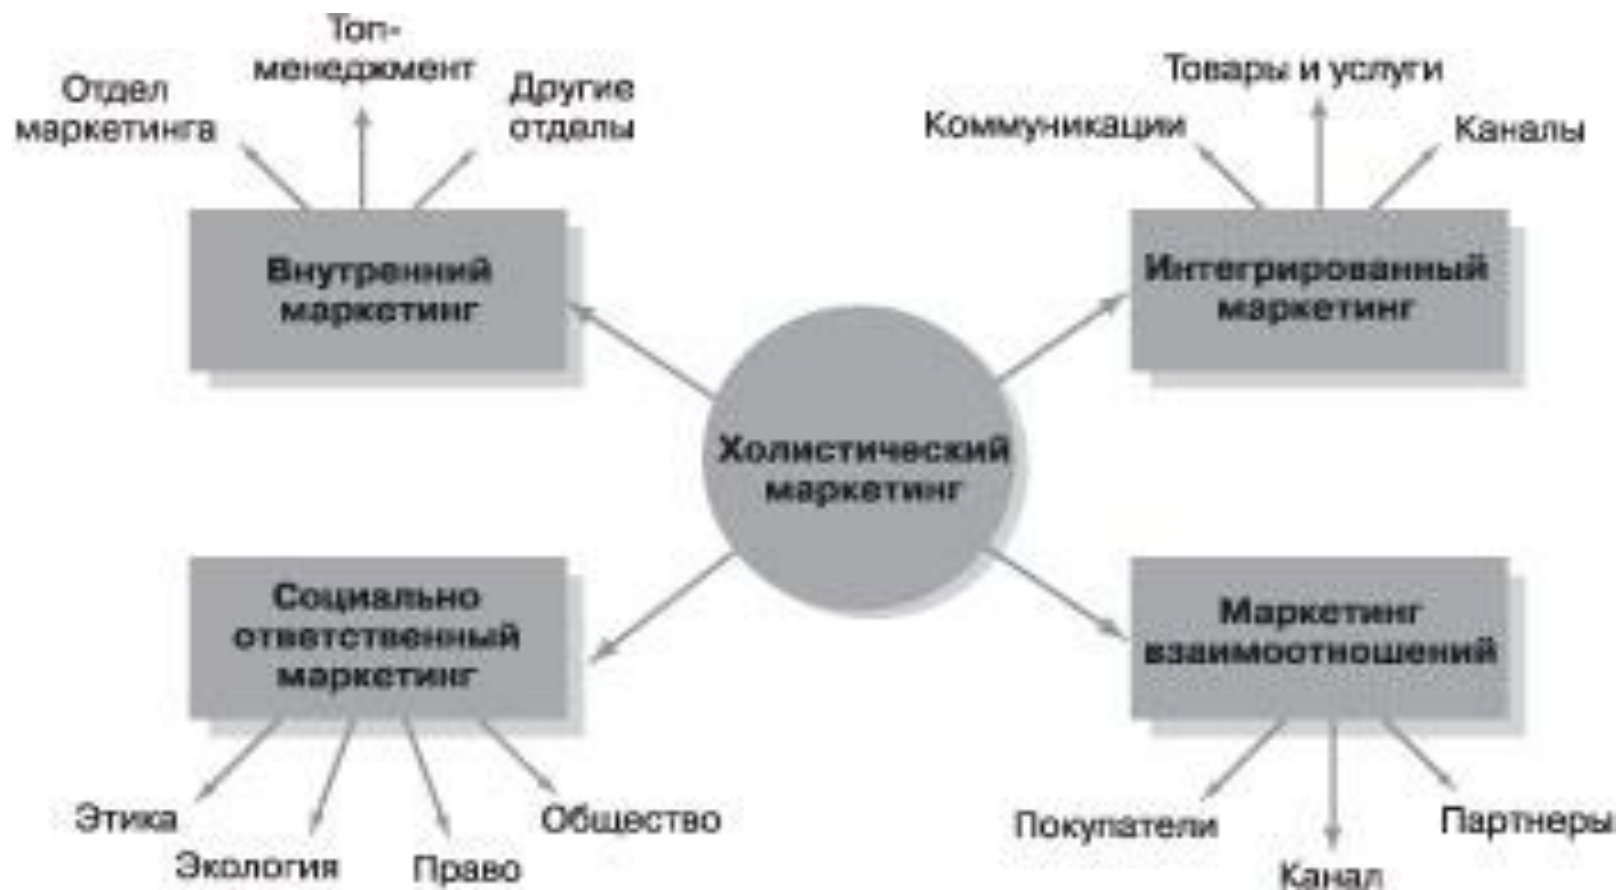 Топ-
менеджмент
Отдел
маркетинга
Другие
отделы
Внутренний
маркетинг
Товары и услуги
Коммуникации
Каналы
Интегрированный
маркетинг
Холистический
маркетинг
Социально
ответственный
маркетинг
Этика
Экология
Право
Общество
Маркетинг
взаимоотношений
Покупатели
Канал
Партнеры